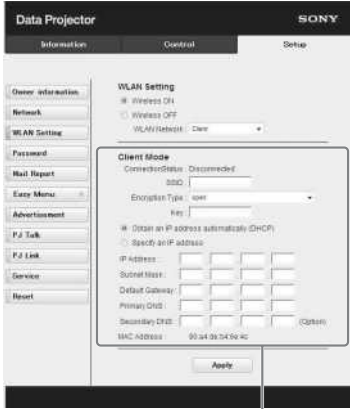 Data Projector
SONY
Information
Control
Setup
Owner information
Network
WLAN Setting
Password
Mail Report
Easy Menu
Advertisement
PJ Talk
PJ Link
Service
Reset
WLAN Setting
Wireless ON
Wireless OFF
WLAN Network : Client
Client Mode
ConnectionStatus : Disconnected
SSID :
Encryption Type : open
Key :
Obtain an IP address automatically (DHCP)
Specify an IP address
IP Address :
Subnet Mask :
Default Gateway :
Primary DNS :
Secondary DNS : (Option)
MAC Address :
Apply